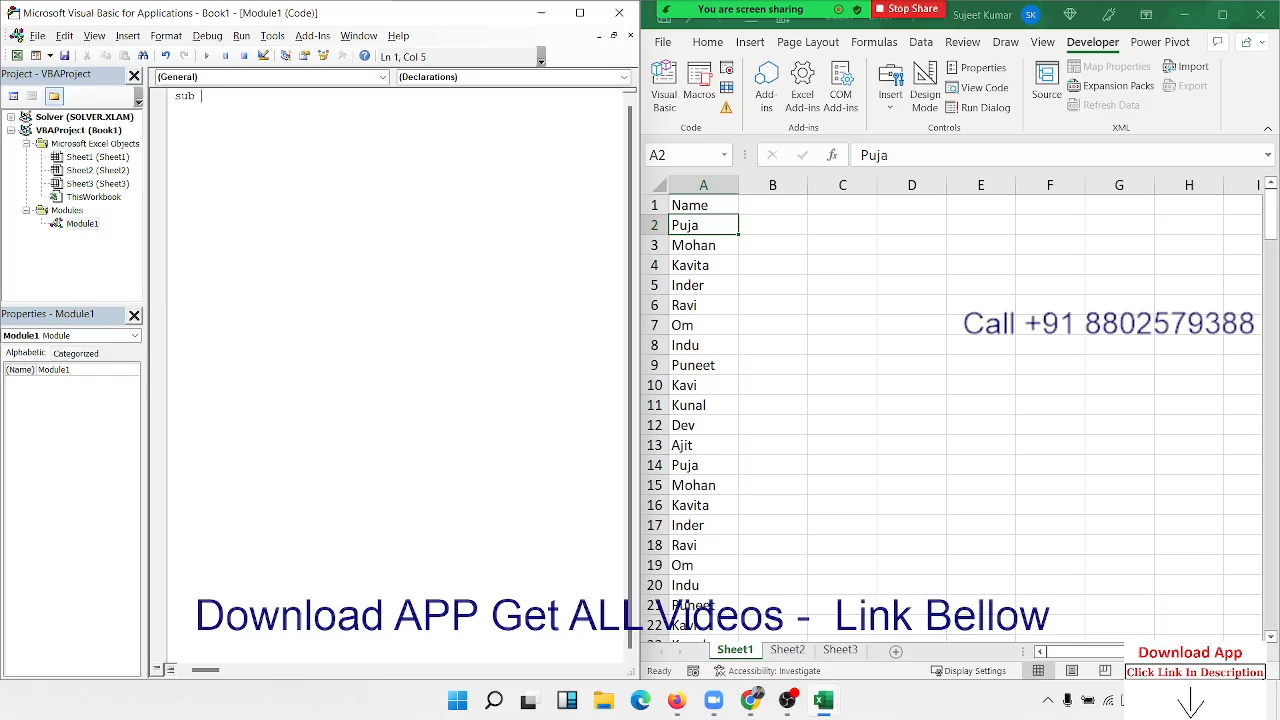 Microsoft Visual Basic for Applications - Book1 - [Module1 (Code)]
File Edit View Insert Format Debug Run Tools Add-Ins Window Help
Ln 1, Col 5
Project - VBAProject
Solver (SOLVER.XLAM)
VBAProject (Book1)
Microsoft Excel Objects
Sheet1 (Sheet1)
Sheet2 (Sheet2)
Sheet3 (Sheet3)
ThisWorkbook
Modules
Module1
Properties - Module1
Module1 Module
Alphabetic Categorized
(Name) Module1
(General) (Declarations)
sub
You are screen sharing Stop Share Sujeet Kumar SK
File Home Insert Page Layout Formulas Data Review View Developer Power Pivot
Visual Basic
Macros
Code
Add-ins
Excel Add-ins
COM Add-ins
Add-ins
Insert
Design Mode
Properties
View Code
Run Dialog
Controls
Source
Map Properties
Expansion Packs
Refresh Data
Import
Export
XML
A2 fx Puja
A B C D E F G H I
1 Name
2 Puja
3 Mohan
4 Kavita
5 Inder
6 Ravi
7 Om
8 Indu
9 Puneet
10 Kavi
11 Kunal
12 Dev
13 Ajit
14 Puja
15 Mohan
16 Kavita
17 Inder
18 Ravi
19 Om
20 Indu
21 Puneet
22 Kavi
Call +91 8802579388
Download APP Get ALL Videos - Link Bellow
Sheet1 Sheet2 Sheet3
Ready Accessibility: Investigate Display Settings
Download App
Click Link In Description